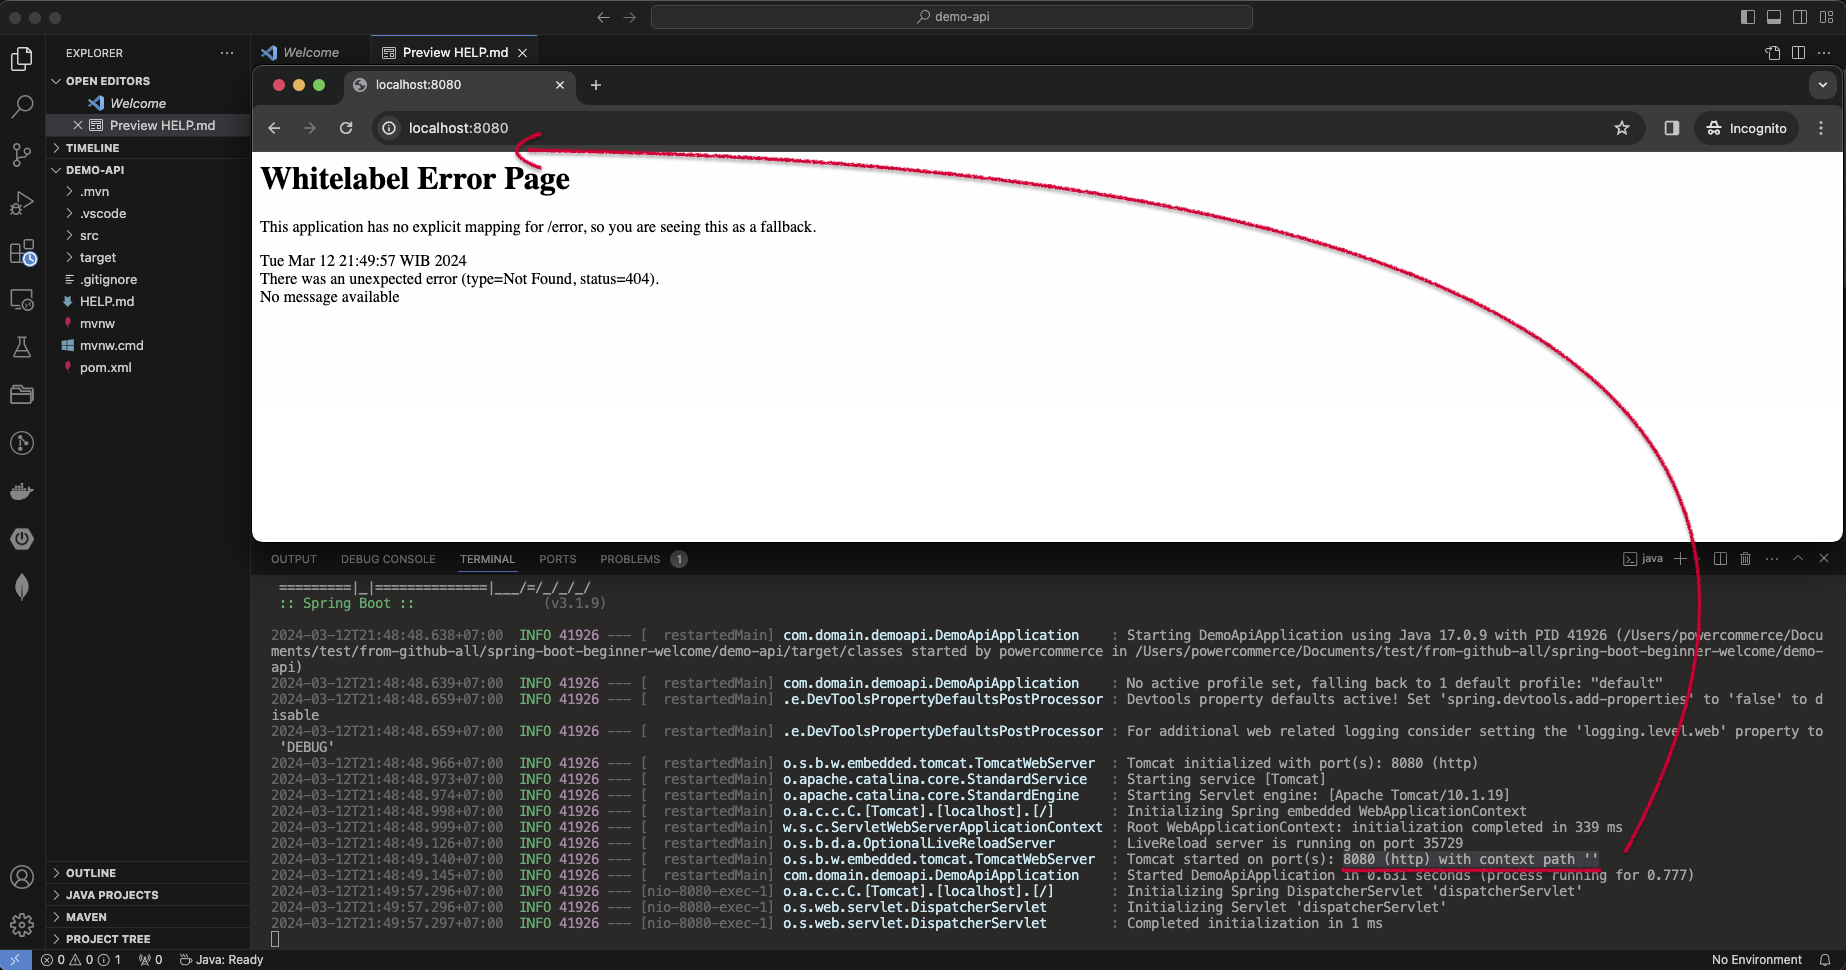 demo-api
EXPLORER
Welcome
Preview HELP.md
OPEN EDITORS
Welcome
Preview HELP.md
TIMELINE
DEMO-API
.mvn
.vscode
src
target
.gitignore
HELP.md
mvnw
mvnw.cmd
pom.xml
OUTLINE
JAVA PROJECTS
MAVEN
PROJECT TREE
localhost:8080
localhost:8080
Incognito
Whitelabel Error Page
This application has no explicit mapping for /error, so you are seeing this as a fallback.
Tue Mar 12 21:49:57 WIB 2024
There was an unexpected error (type=Not Found, status=404).
No message available
OUTPUT DEBUG CONSOLE TERMINAL PORTS PROBLEMS 1
java
=========|_|==============|___/=/_/_/_/
:: Spring Boot :: (v3.1.9)
2024-03-12T21:48:48.638+07:00 INFO 41926 --- [ restartedMain] com.domain.demoapi.DemoApiApplication : Starting DemoApiApplication using Java 17.0.9 with PID 41926 (/Users/powercommerce/Docu
ments/test/from-github-all/spring-boot-beginner-welcome/demo-api/target/classes started by powercommerce in /Users/powercommerce/Documents/test/from-github-all/spring-boot-beginner-welcome/demo-
api)
2024-03-12T21:48:48.639+07:00 INFO 41926 --- [ restartedMain] com.domain.demoapi.DemoApiApplication : No active profile set, falling back to 1 default profile: "default"
2024-03-12T21:48:48.659+07:00 INFO 41926 --- [ restartedMain] .e.DevToolsPropertyDefaultsPostProcessor : Devtools property defaults active! Set 'spring.devtools.add-properties' to 'false' to d
isable
2024-03-12T21:48:48.659+07:00 INFO 41926 --- [ restartedMain] .e.DevToolsPropertyDefaultsPostProcessor : For additional web related logging consider setting the 'logging.level.web' property to
'DEBUG'
2024-03-12T21:48:48.966+07:00 INFO 41926 --- [ restartedMain] o.s.b.w.embedded.tomcat.TomcatWebServer : Tomcat initialized with port(s): 8080 (http)
2024-03-12T21:48:48.973+07:00 INFO 41926 --- [ restartedMain] o.apache.catalina.core.StandardService : Starting service [Tomcat]
2024-03-12T21:48:48.974+07:00 INFO 41926 --- [ restartedMain] o.apache.catalina.core.StandardEngine : Starting Servlet engine: [Apache Tomcat/10.1.19]
2024-03-12T21:48:48.998+07:00 INFO 41926 --- [ restartedMain] o.a.c.c.C.[Tomcat].[localhost].[/] : Initializing Spring embedded WebApplicationContext
2024-03-12T21:48:48.999+07:00 INFO 41926 --- [ restartedMain] w.s.c.ServletWebServerApplicationContext : Root WebApplicationContext: initialization completed in 339 ms
2024-03-12T21:48:49.126+07:00 INFO 41926 --- [ restartedMain] o.s.b.d.a.OptionalLiveReloadServer : LiveReload server is running on port 35729
2024-03-12T21:48:49.140+07:00 INFO 41926 --- [ restartedMain] o.s.b.w.embedded.tomcat.TomcatWebServer : Tomcat started on port(s): 8080 (http) with context path ''
2024-03-12T21:48:49.145+07:00 INFO 41926 --- [ restartedMain] com.domain.demoapi.DemoApiApplication : Started DemoApiApplication in 0.631 seconds (process running for 0.777)
2024-03-12T21:49:57.296+07:00 INFO 41926 --- [nio-8080-exec-1] o.a.c.c.C.[Tomcat].[localhost].[/] : Initializing Spring DispatcherServlet 'dispatcherServlet'
2024-03-12T21:49:57.296+07:00 INFO 41926 --- [nio-8080-exec-1] o.s.web.servlet.DispatcherServlet : Initializing Servlet 'dispatcherServlet'
2024-03-12T21:49:57.297+07:00 INFO 41926 --- [nio-8080-exec-1] o.s.web.servlet.DispatcherServlet : Completed initialization in 1 ms
0 0 1 0 Java: Ready No Environment